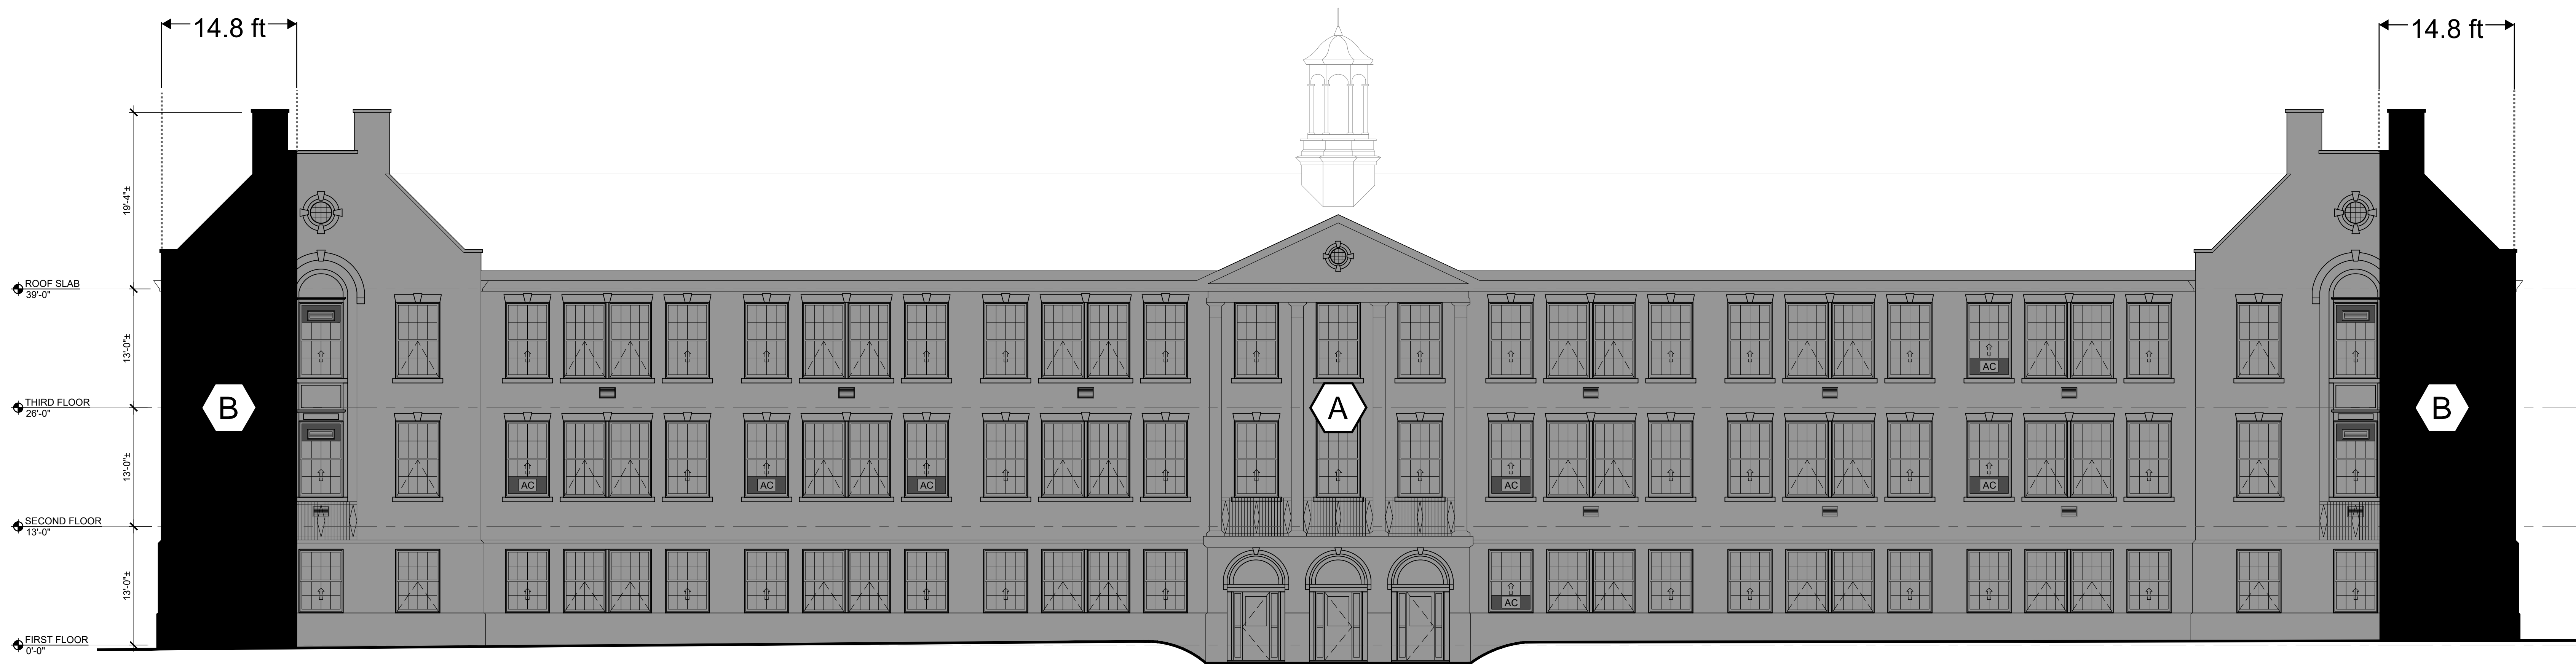 14.8 ft
14.8 ft
19'-4"±
ROOF SLAB
39'-0"
13'-0"±
AC
THIRD FLOOR
26'-0"
B
A
B
13'-0"±
AC
AC
AC
AC
AC
SECOND FLOOR
13'-0"
13'-0"±
AC
FIRST FLOOR
0'-0"